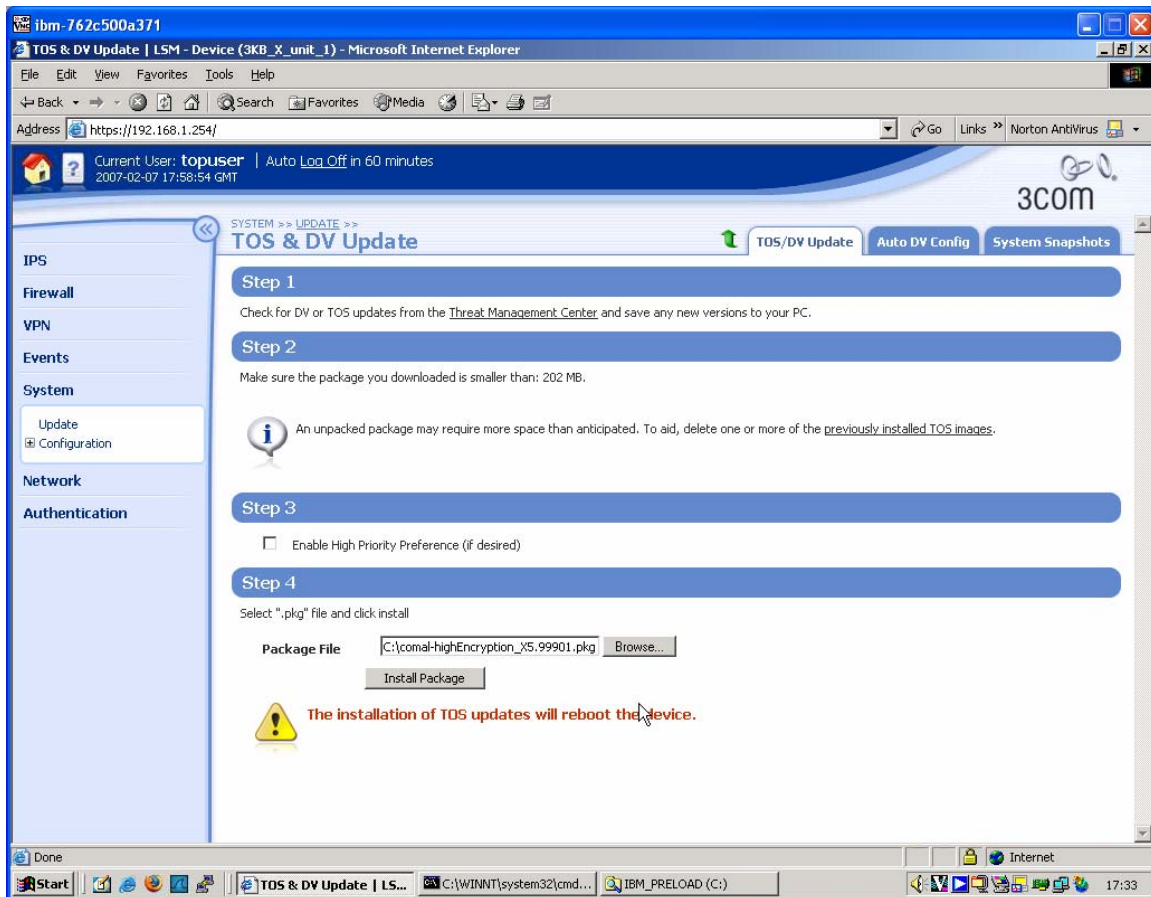 ibm-762c500a371
TOS & DV Update | LSM - Device (3KB_X_unit_1) - Microsoft Internet Explorer
File Edit View Favorites Tools Help
Back Search Favorites Media
Address https://192.168.1.254/ Go Links » Norton AntiVirus
Current User: topuser | Auto Log Off in 60 minutes
2007-02-07 17:58:54 GMT
3COM
SYSTEM >> UPDATE >>
TOS & DV Update
TOS/DV Update Auto DV Config System Snapshots
IPS
Firewall
VPN
Events
System
Update
Configuration
Network
Authentication
Step 1
Check for DV or TOS updates from the Threat Management Center and save any new versions to your PC.
Step 2
Make sure the package you downloaded is smaller than: 202 MB.
An unpacked package may require more space than anticipated. To aid, delete one or more of the previously installed TOS images.
Step 3
Enable High Priority Preference (if desired)
Step 4
Select ".pkg" file and click install
Package File C:\comal-highEncryption_X5.99901.pkg Browse...
Install Package
The installation of TOS updates will reboot the device.
Done Internet
Start TOS & DV Update | LS... C:\WINNT\system32\cmd... IBM_PRELOAD (C:) 17:33